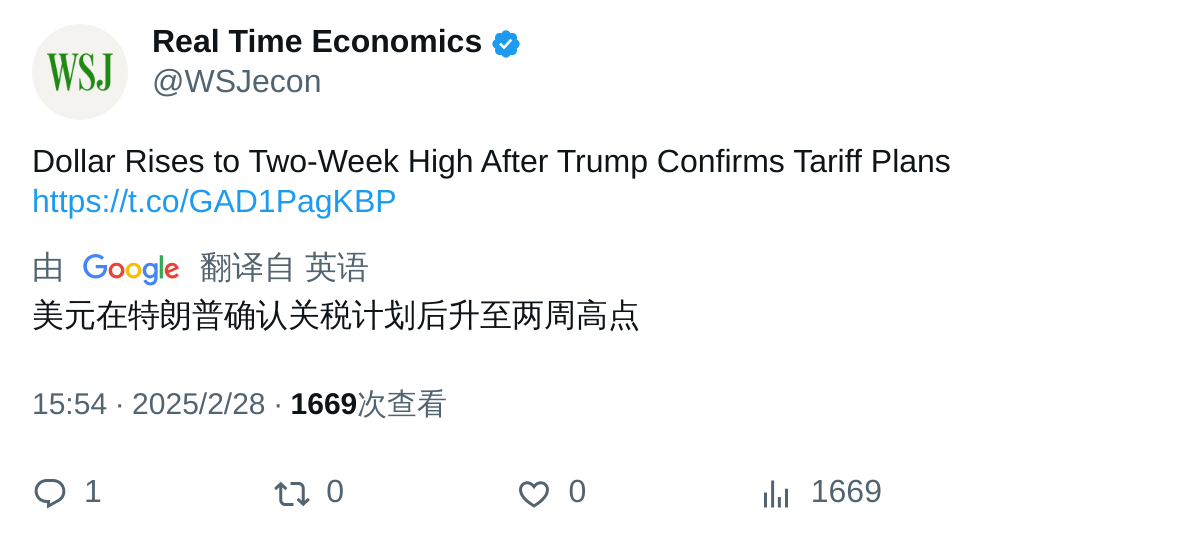 WSJ
Real Time Economics
@WSJecon
Dollar Rises to Two-Week High After Trump Confirms Tariff Plans
https://t.co/GAD1PagKBP
由 Google 翻译自 英语
美元在特朗普确认关税计划后升至两周高点
15:54 · 2025/2/28 · 1669次查看
1 0 0 1669